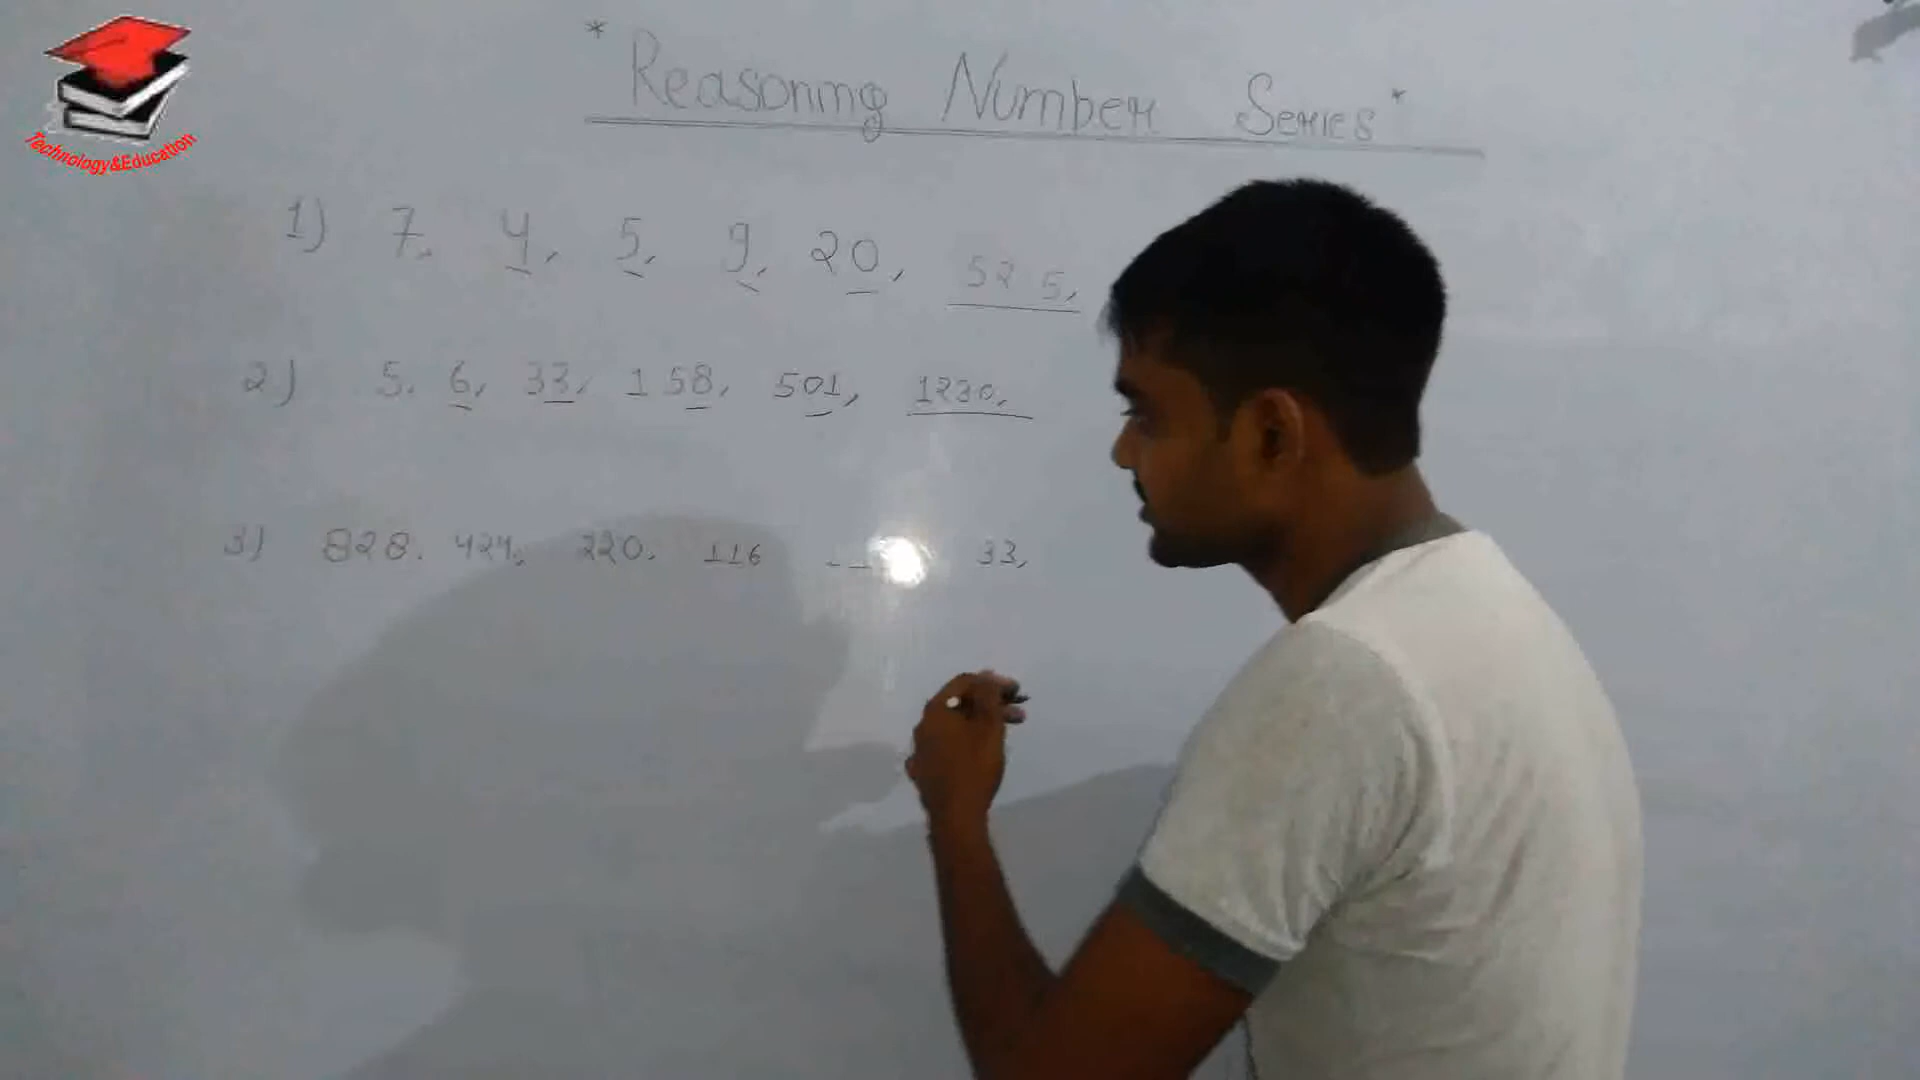 Technology&Education
* Reasoning Number Series *
1) 7, 4, 5, 9, 20, 52 5,
2) 5, 6, 33, 158, 501, 1230,
3) 828, 424, 220, 116 33,